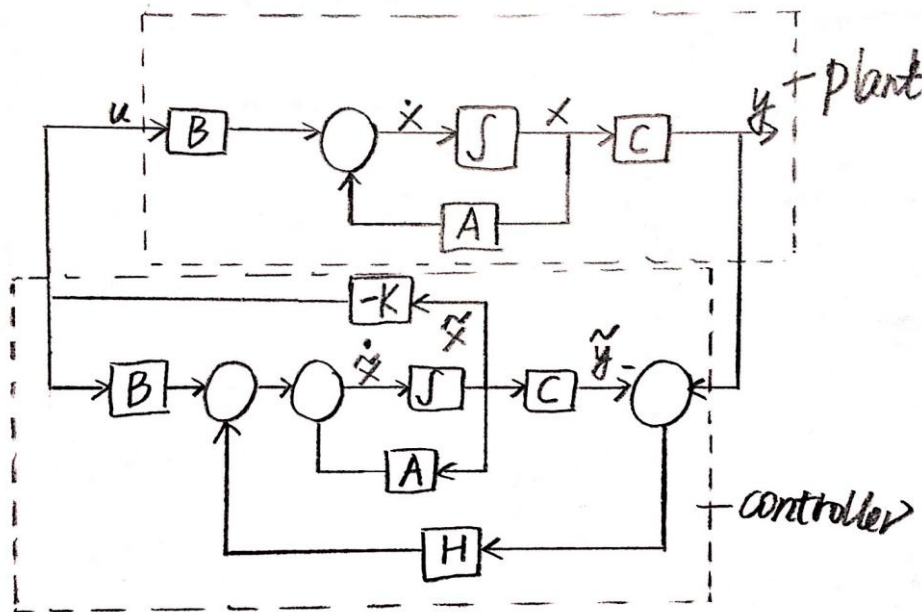 u B ẋ ∫ x C y plant
A
-K
x̃
B x̃̇ ∫ C ỹ -
A
controller
H